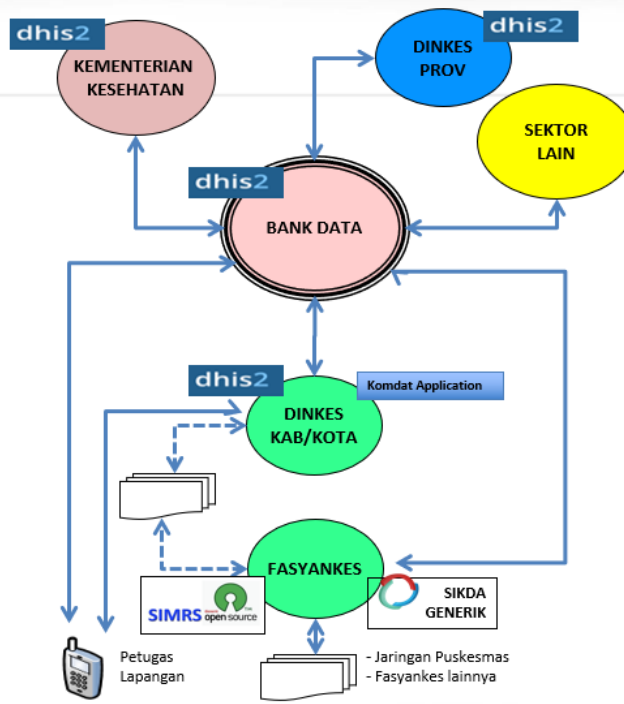 dhis2
KEMENTERIAN
KESEHATAN
DINKES
PROV
dhis2
SEKTOR
LAIN
dhis2
BANK DATA
dhis2
Komdat Application
DINKES
KAB/KOTA
FASYANKES
SIMRS
open source
SIKDA
GENERIK
Petugas
Lapangan
- Jaringan Puskesmas
- Fasyankes lainnya